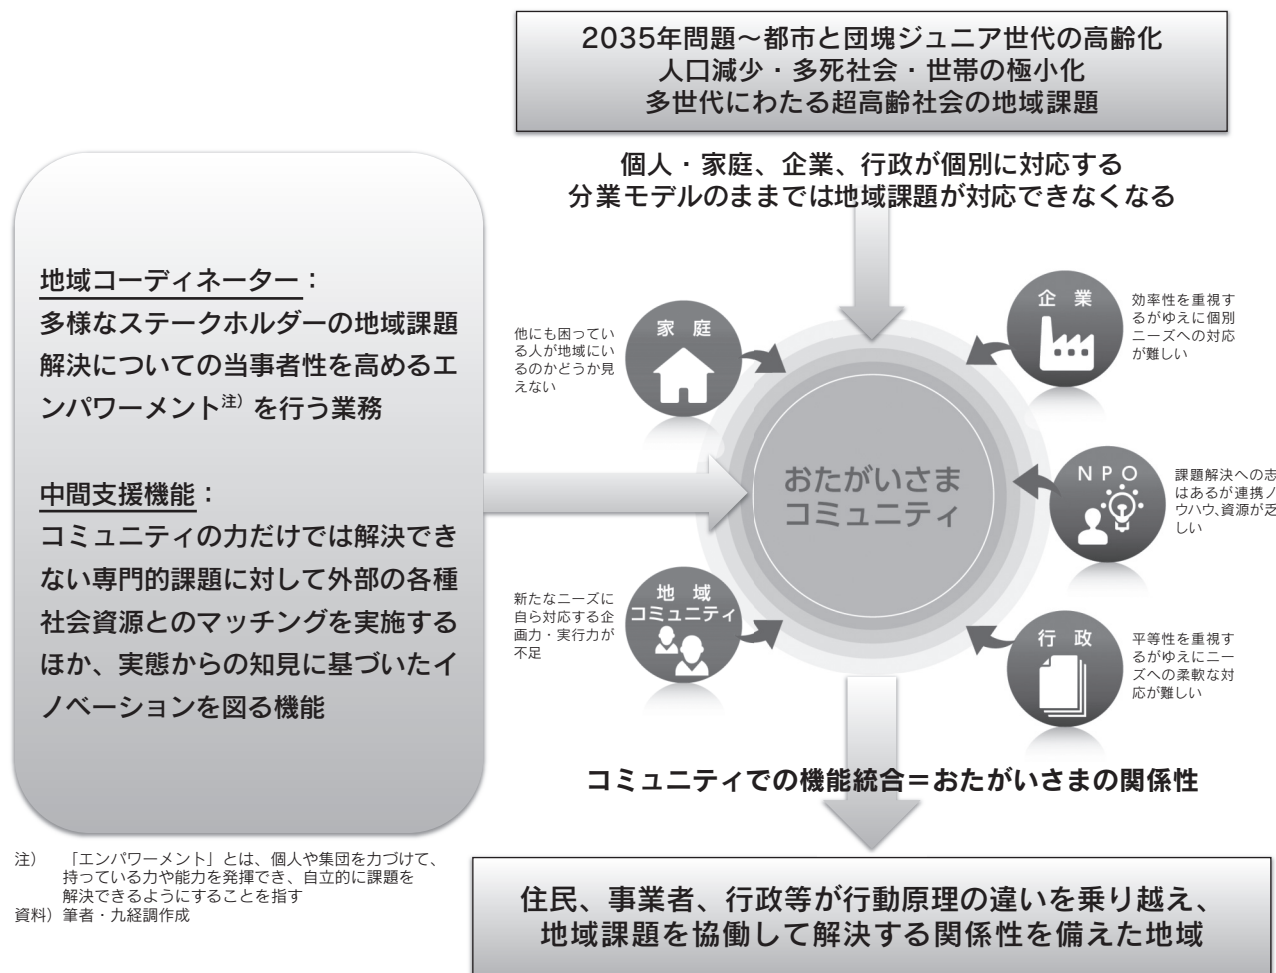 2035年問題~都市と団塊ジュニア世代の高齢化
人口減少・多死社会・世帯の極小化
多世代にわたる超高齢社会の地域課題
個人・家庭、企業、行政が個別に対応する
分業モデルのままでは地域課題が対応できなくなる
地域コーディネーター：
多様なステークホルダーの地域課題
解決についての当事者性を高めるエ
ンパワーメント注）を行う業務
中間支援機能：
コミュニティの力だけでは解決でき
ない専門的課題に対して外部の各種
社会資源とのマッチングを実施する
ほか、実態からの知見に基づいたイ
ノベーションを図る機能
他にも困ってい
る人が地域にい
るのかどうか見
えない
家 庭
企 業
効率性を重視す
るがゆえに個別
ニーズへの対応
が難しい
おたがいさま
コミュニティ
NPO
課題解決への志
はあるが連携ノ
ウハウ、資源が乏
しい
新たなニーズに
自ら対応する企
画力・実行力が
不足
地 域
コミュニティ
行 政
平等性を重視す
るがゆえにニー
ズへの柔軟な対
応が難しい
コミュニティでの機能統合＝おたがいさまの関係性
住民、事業者、行政等が行動原理の違いを乗り越え、
地域課題を協働して解決する関係性を備えた地域
注） 「エンパワーメント」とは、個人や集団を力づけて、
持っている力や能力を発揮でき、自立的に課題を
解決できるようにすることを指す
資料）筆者・九経調作成